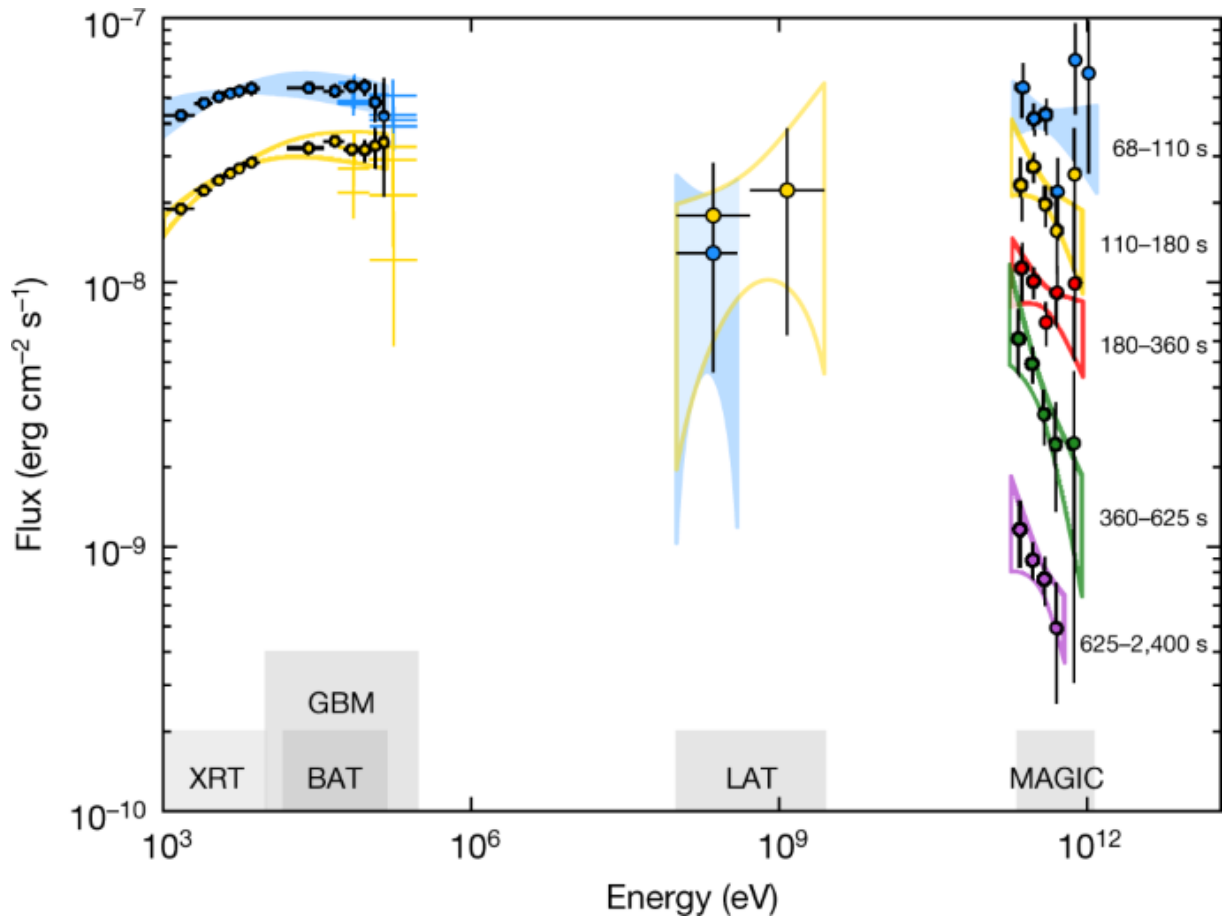 10⁻⁷
10⁻⁸
10⁻⁹
10⁻¹⁰
Flux (erg cm⁻² s⁻¹)
68–110 s
110–180 s
180–360 s
360–625 s
625–2,400 s
GBM
XRT
BAT
LAT
MAGIC
10³
10⁶
10⁹
10¹²
Energy (eV)